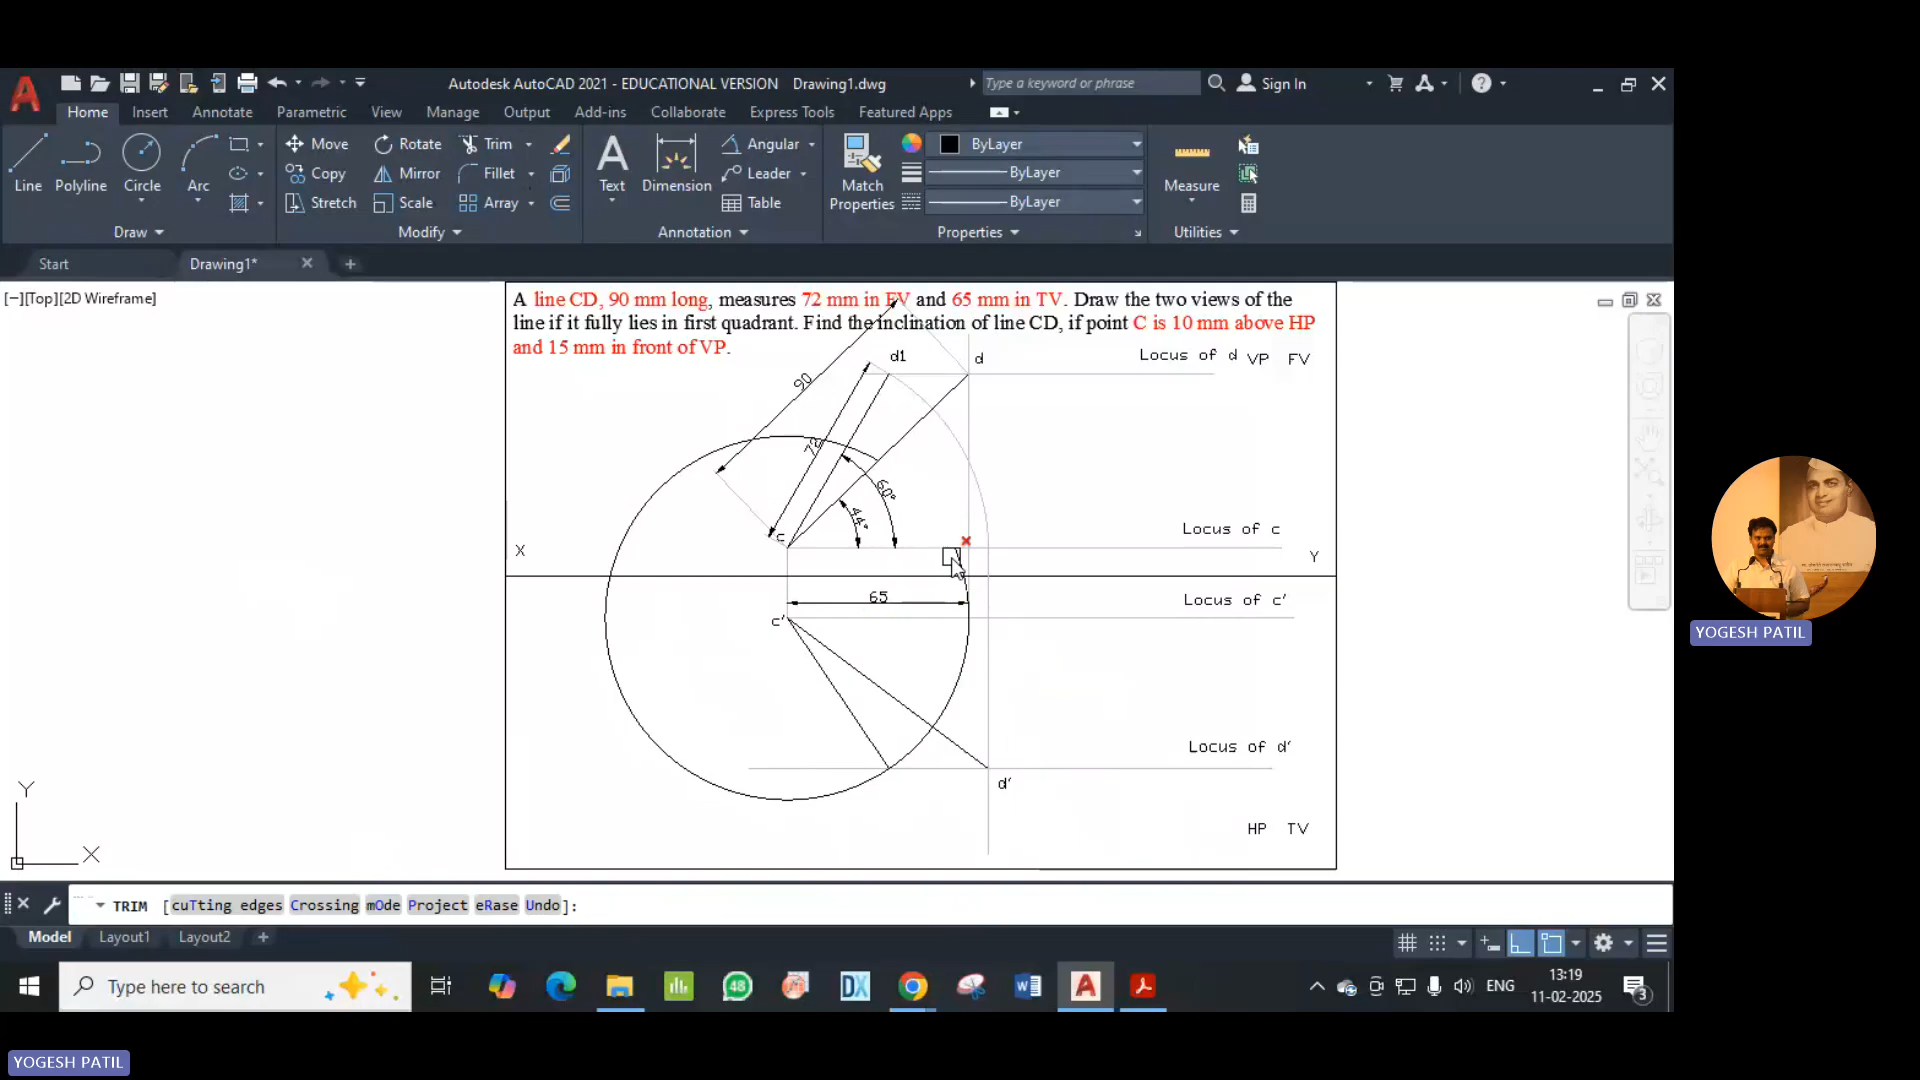 Autodesk AutoCAD 2021 - EDUCATIONAL VERSION Drawing1.dwg
Type a keyword or phrase
Sign In
Home Insert Annotate Parametric View Manage Output Add-ins Collaborate Express Tools Featured Apps
Line Polyline Circle Arc
Move Rotate Trim
Copy Mirror Fillet
Stretch Scale Array
Text Dimension
Angular
Leader
Table
Match Properties
ByLayer
ByLayer
ByLayer
Measure
Draw Modify Annotation Properties Utilities
Start Drawing1*
[−][Top][2D Wireframe]
A line CD, 90 mm long, measures 72 mm in FV and 65 mm in TV. Draw the two views of the
line if it fully lies in first quadrant. Find the inclination of line CD, if point C is 10 mm above HP
and 15 mm in front of VP.
d1 d Locus of d VP FV
90
72
60°
44°
c Locus of c
X Y
65 Locus of c'
c'
Locus of d'
d'
HP TV
Y
X
TRIM [cuTting edges Crossing mOde Project eRase Undo]:
Model Layout1 Layout2
Type here to search
48
DX
ENG
13:19
11-02-2025
3
YOGESH PATIL
YOGESH PATIL